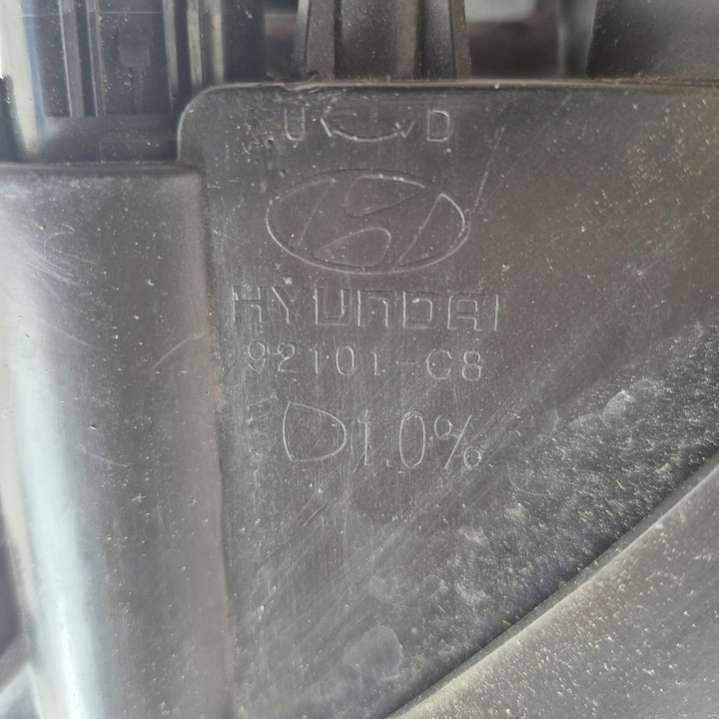 U D
HYUNDAI
92101-C8
1.0%